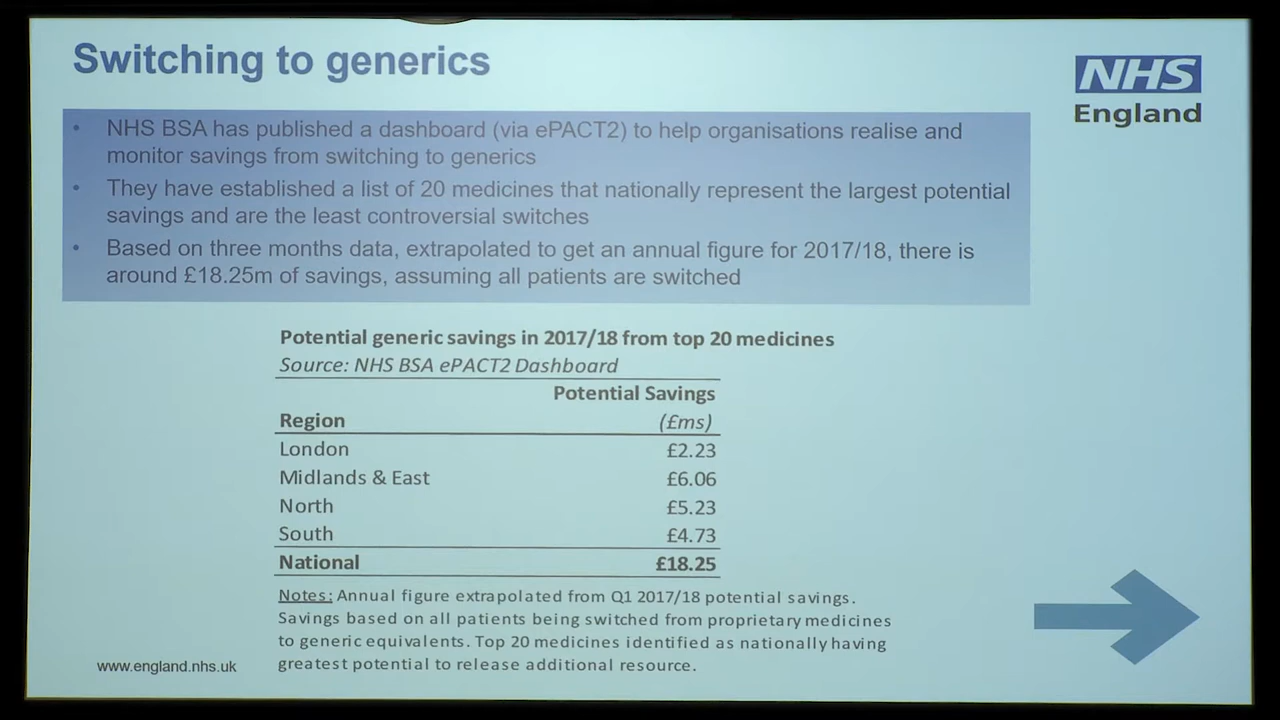 Switching to generics
NHS
England
• NHS BSA has published a dashboard (via ePACT2) to help organisations realise and
monitor savings from switching to generics
• They have established a list of 20 medicines that nationally represent the largest potential
savings and are the least controversial switches
• Based on three months data, extrapolated to get an annual figure for 2017/18, there is
around £18.25m of savings, assuming all patients are switched
Potential generic savings in 2017/18 from top 20 medicines
Source: NHS BSA ePACT2 Dashboard
Potential Savings
Region (£ms)
London £2.23
Midlands & East £6.06
North £5.23
South £4.73
National £18.25
Notes: Annual figure extrapolated from Q1 2017/18 potential savings.
Savings based on all patients being switched from proprietary medicines
to generic equivalents. Top 20 medicines identified as nationally having
greatest potential to release additional resource.
www.england.nhs.uk